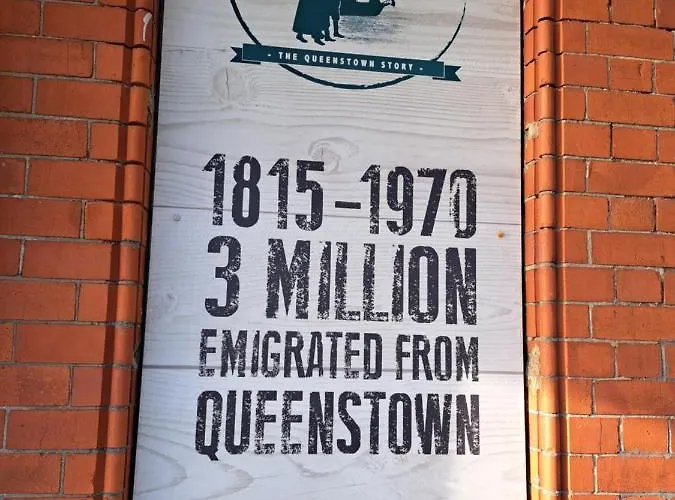 - THE QUEENSTOWN STORY -
1815-1970
3 MILLION
EMIGRATED FROM
QUEENSTOWN